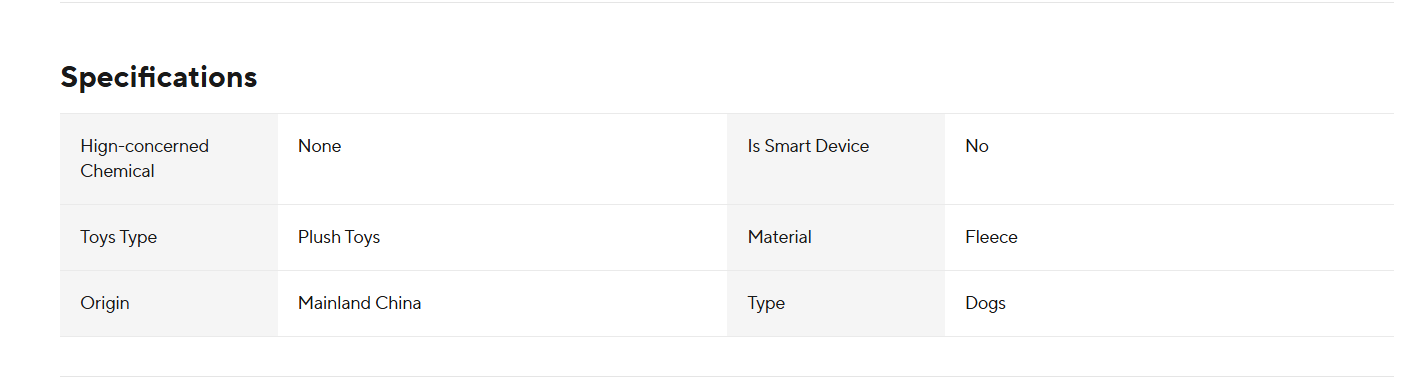 Specifications
Hign-concerned
Chemical
None
Is Smart Device
No
Toys Type
Plush Toys
Material
Fleece
Origin
Mainland China
Type
Dogs